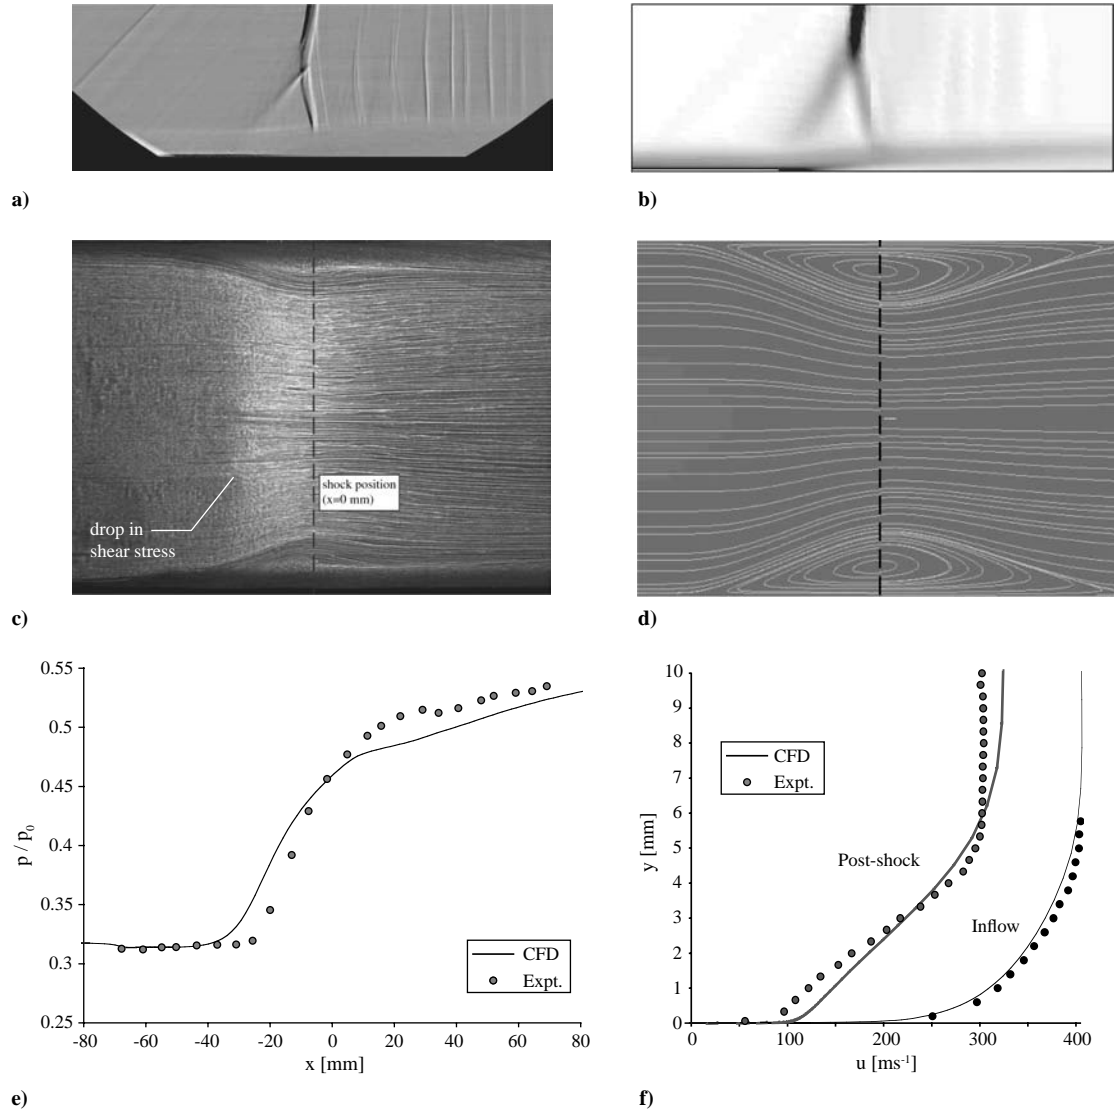 a)
b)
shock position
(x=0 mm)
drop in
shear stress
c)
d)
0.55
0.5
0.45
0.4
0.35
0.3
0.25
p / p0
-80
-60
-40
-20
0
20
40
60
80
x [mm]
CFD
Expt.
e)
10
9
8
7
6
5
4
3
2
1
0
y [mm]
CFD
Expt.
Post-shock
Inflow
0
100
200
300
400
u [ms-1]
f)